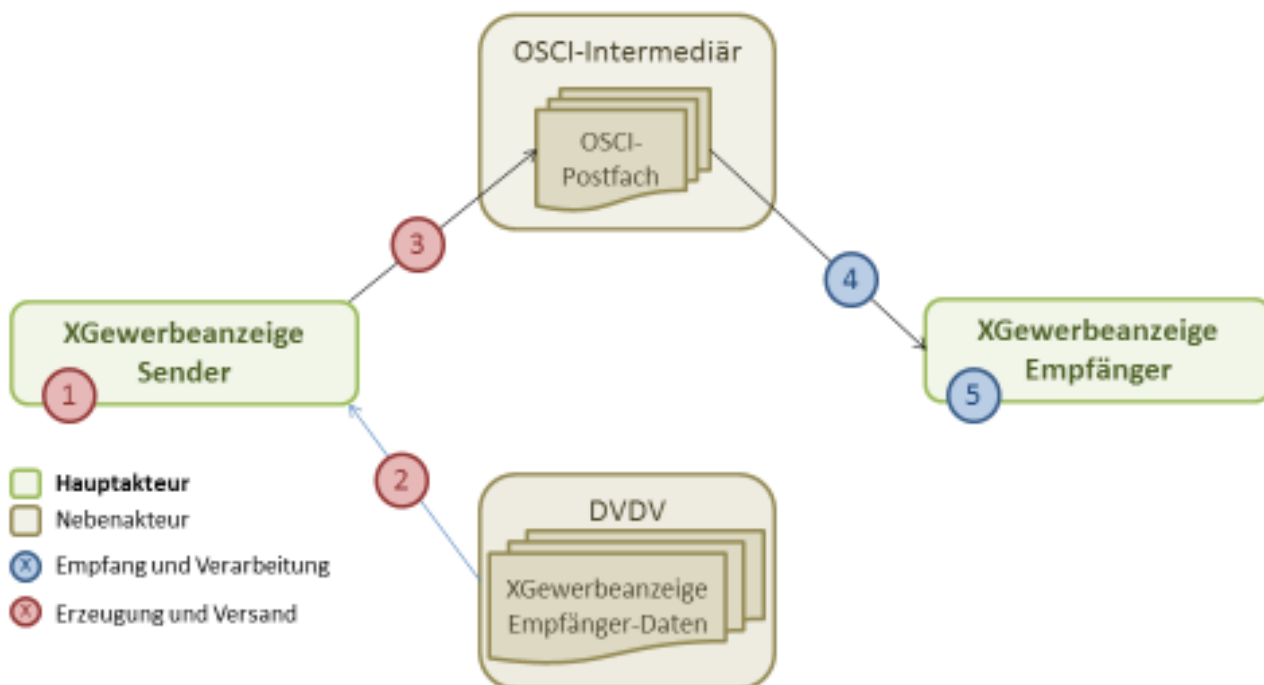 OSCI-Intermediär
OSCI-
Postfach
3
4
XGewerbeanzeige
Sender
1
XGewerbeanzeige
Empfänger
5
2
Hauptakteur
Nebenakteur
X Empfang und Verarbeitung
X Erzeugung und Versand
DVDV
XGewerbeanzeige
Empfänger-Daten